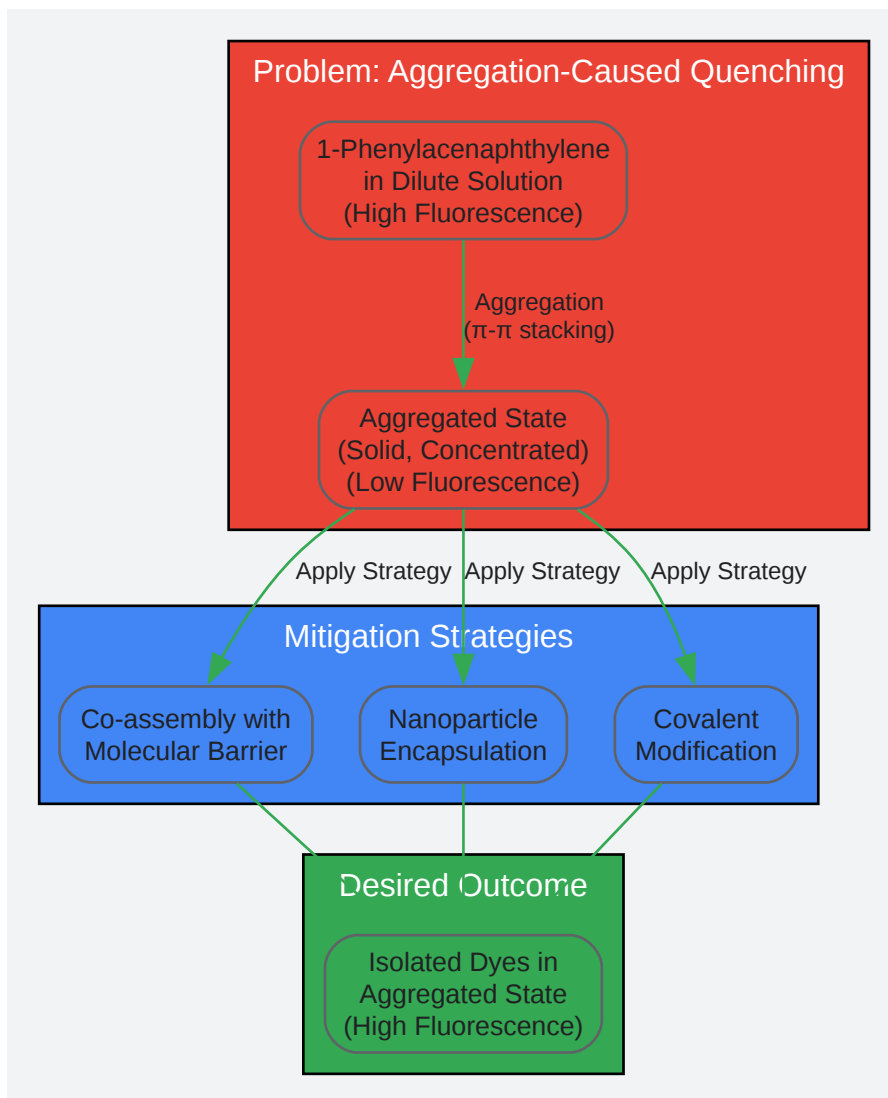 Problem: Aggregation-Caused Quenching
1-Phenylacenaphthylene
in Dilute Solution
(High Fluorescence)
Aggregation
(π-π stacking)
Aggregated State
(Solid, Concentrated)
(Low Fluorescence)
Apply Strategy
Apply Strategy
Apply Strategy
Mitigation Strategies
Co-assembly with
Molecular Barrier
Nanoparticle
Encapsulation
Covalent
Modification
Desired Outcome
Isolated Dyes in
Aggregated State
(High Fluorescence)